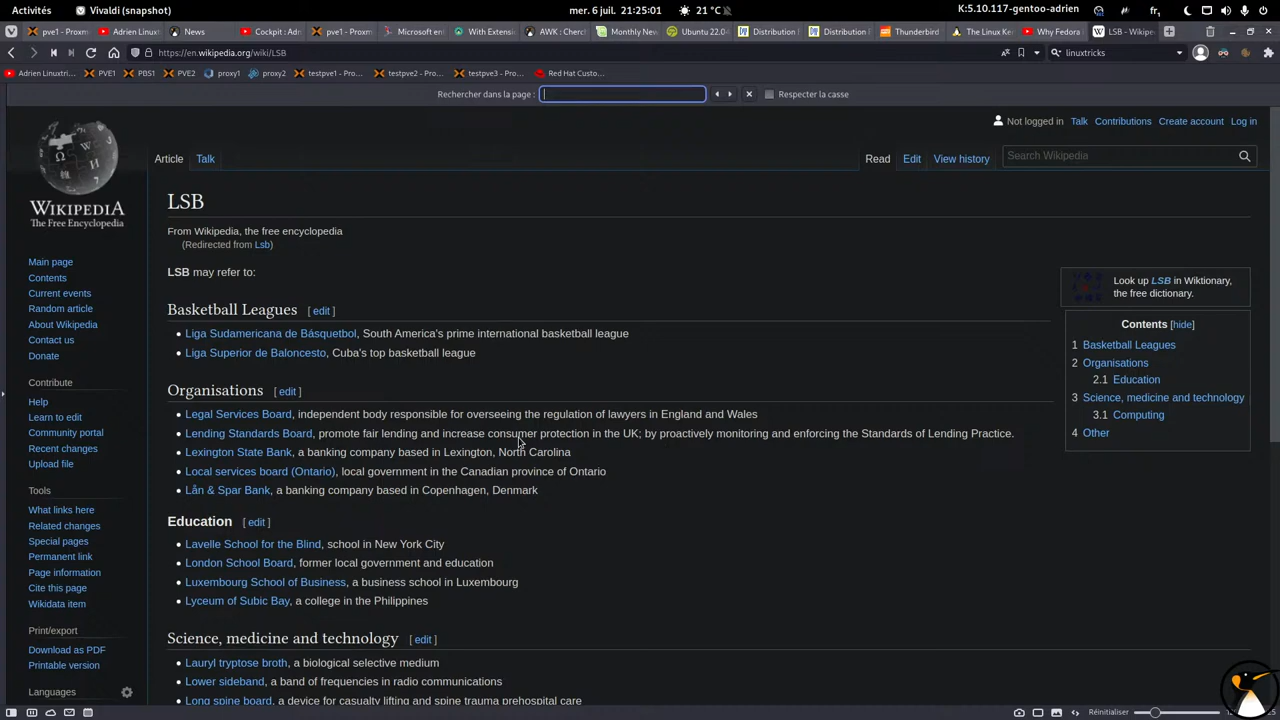 Activités
Vivaldi (snapshot)
mer. 6 juil. 21:25:01
21 °C
K:5.10.117-gentoo-adrien
fr₁
pve1 - Proxm
Adrien Linux
News
Cockpit - Adri
pve1 - Proxm
Microsoft end
With Extensi
AWK : Cherc
Monthly New
Ubuntu 22.0
Distribution
Distribution
Thunderbird
The Linux Ker
Why Fedora
LSB - Wikipe
https://en.wikipedia.org/wiki/LSB
linuxtricks
Adrien Linuxtri...
PVE1
PBS1
PVE2
proxy1
proxy2
testpve1 - Pro...
testpve2 - Pro...
testpve3 - Pro...
Red Hat Custo...
Rechercher dans la page :
Respecter la casse
Not logged in Talk Contributions Create account Log in
Article Talk
Read Edit View history
Search Wikipedia
WIKIPEDIA
The Free Encyclopedia
Main page
Contents
Current events
Random article
About Wikipedia
Contact us
Donate
Contribute
Help
Learn to edit
Community portal
Recent changes
Upload file
Tools
What links here
Related changes
Special pages
Permanent link
Page information
Cite this page
Wikidata item
Print/export
Download as PDF
Printable version
Languages
LSB
From Wikipedia, the free encyclopedia
(Redirected from Lsb)
LSB may refer to:
Basketball Leagues [ edit ]
• Liga Sudamericana de Básquetbol, South America's prime international basketball league
• Liga Superior de Baloncesto, Cuba's top basketball league
Organisations [ edit ]
• Legal Services Board, independent body responsible for overseeing the regulation of lawyers in England and Wales
• Lending Standards Board, promote fair lending and increase consumer protection in the UK; by proactively monitoring and enforcing the Standards of Lending Practice.
• Lexington State Bank, a banking company based in Lexington, North Carolina
• Local services board (Ontario), local government in the Canadian province of Ontario
• Lån & Spar Bank, a banking company based in Copenhagen, Denmark
Education [ edit ]
• Lavelle School for the Blind, school in New York City
• London School Board, former local government and education
• Luxembourg School of Business, a business school in Luxembourg
• Lyceum of Subic Bay, a college in the Philippines
Science, medicine and technology [ edit ]
• Lauryl tryptose broth, a biological selective medium
• Lower sideband, a band of frequencies in radio communications
• Long spine board, a device for casualty lifting and spine trauma prehospital care
Look up LSB in Wiktionary,
the free dictionary.
Contents [hide]
1 Basketball Leagues
2 Organisations
2.1 Education
3 Science, medicine and technology
3.1 Computing
4 Other
Réinitialiser